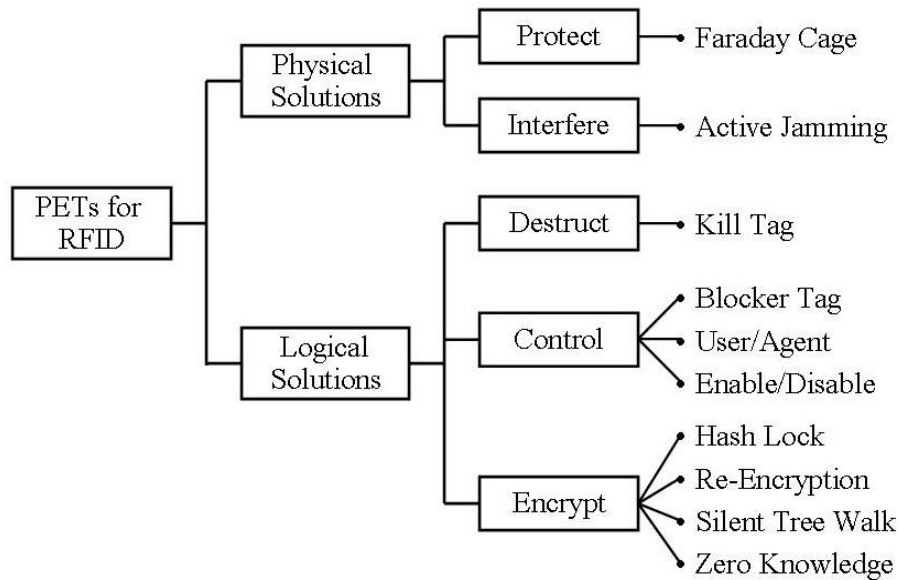 PETs for
RFID
Physical
Solutions
Protect
Faraday Cage
Interfere
Active Jamming
Logical
Solutions
Destruct
Kill Tag
Control
Blocker Tag
User/Agent
Enable/Disable
Encrypt
Hash Lock
Re-Encryption
Silent Tree Walk
Zero Knowledge